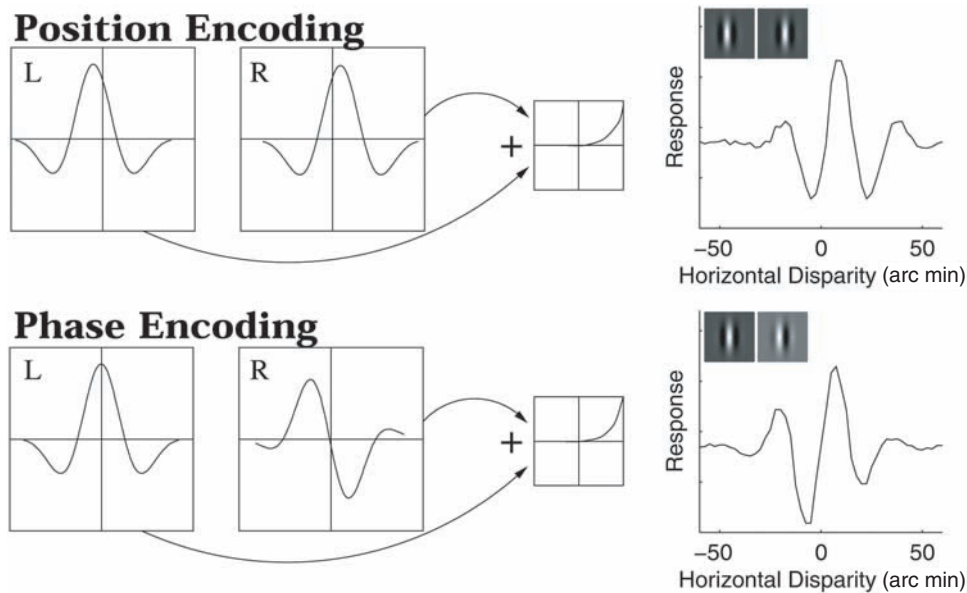 Position Encoding
L
R
+
Response
−50 0 50
Horizontal Disparity (arc min)
Phase Encoding
L
R
+
Response
−50 0 50
Horizontal Disparity (arc min)